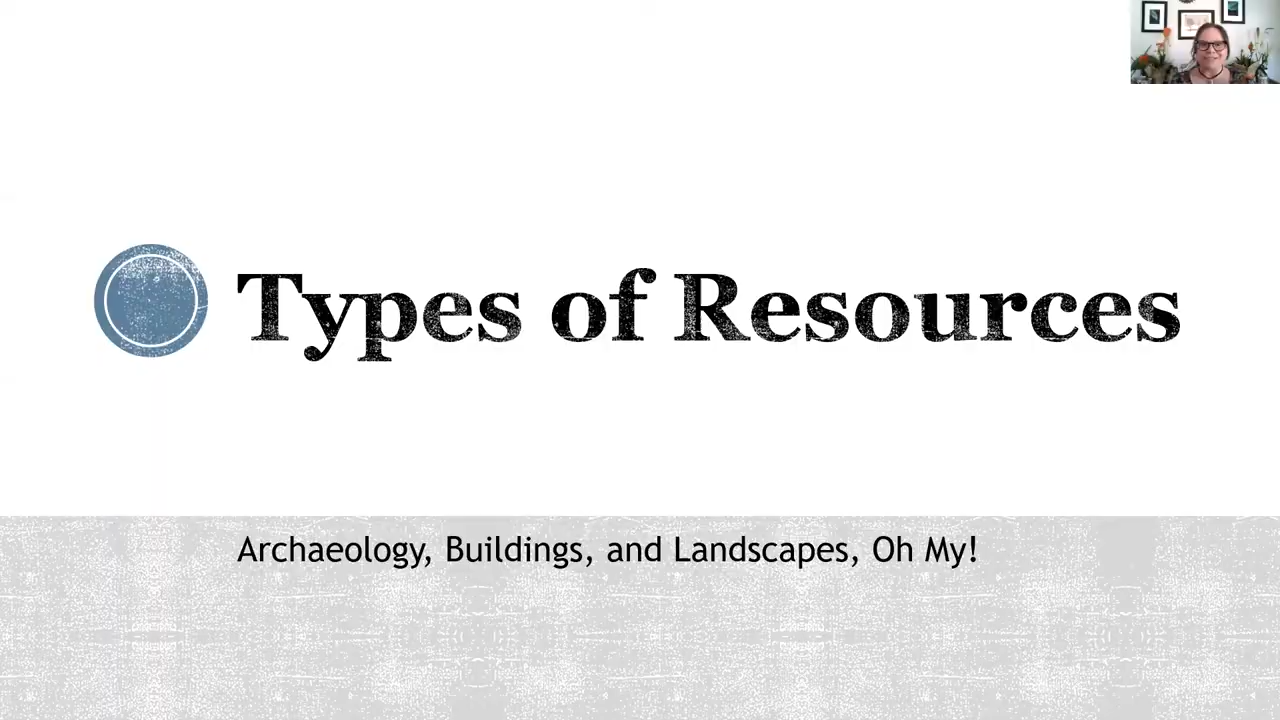 Types of Resources
Archaeology, Buildings, and Landscapes, Oh My!